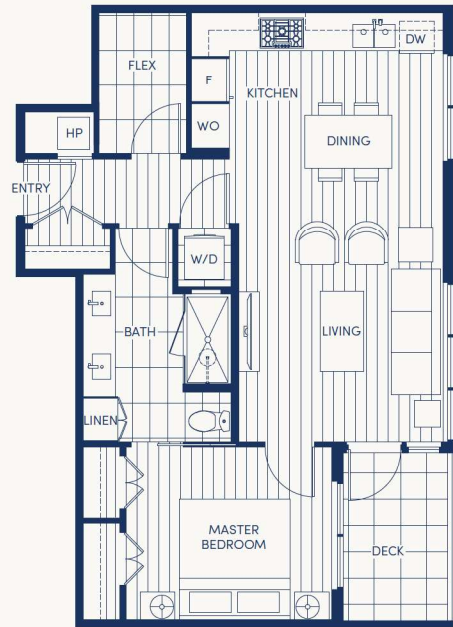 DW
FLEX
F
KITCHEN
WO
HP
DINING
ENTRY
W/D
BATH
LIVING
LINEN
MASTER
BEDROOM
DECK